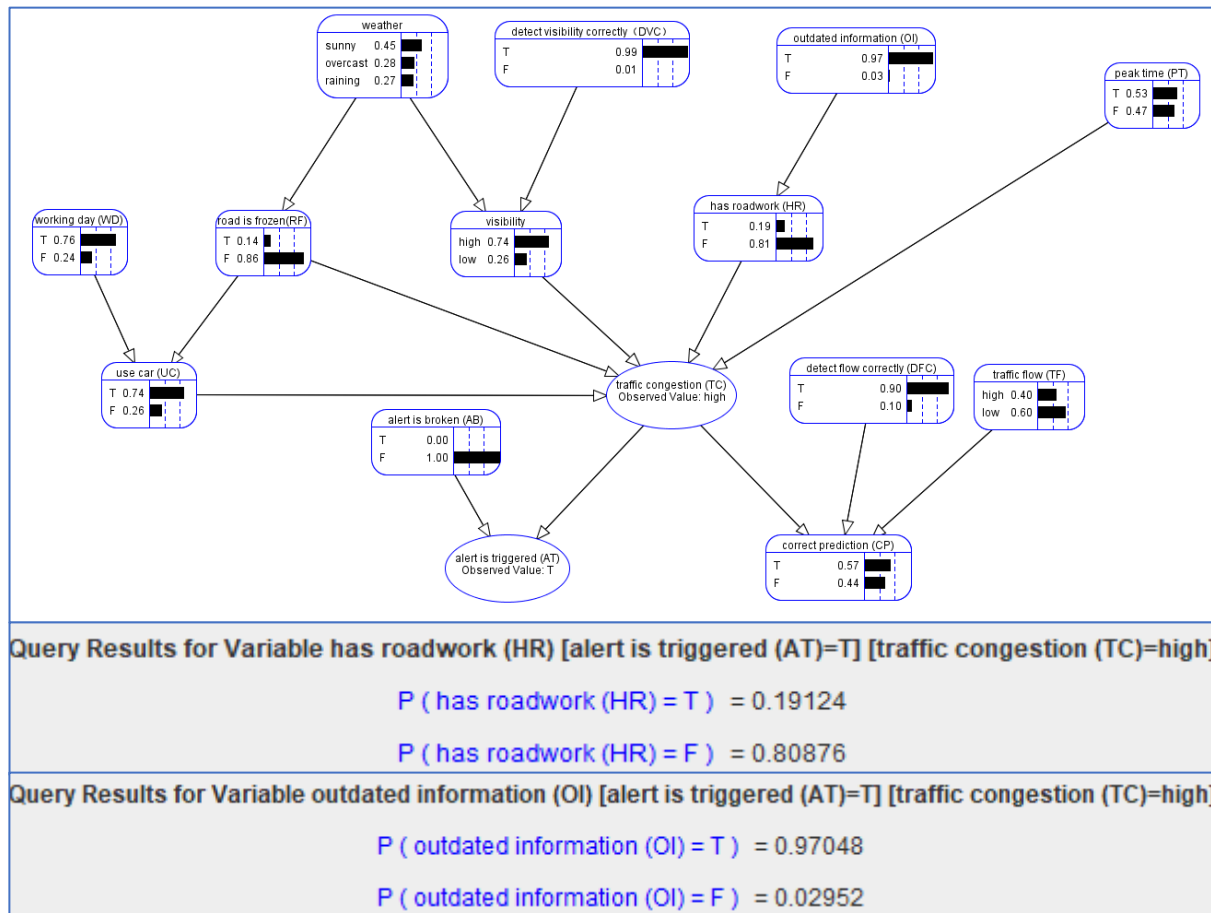 weather
sunny 0.45
overcast 0.28
raining 0.27
detect visibility correctly（DVC）
T 0.99
F 0.01
outdated information (OI)
T 0.97
F 0.03
peak time (PT)
T 0.53
F 0.47
working day (WD)
T 0.76
F 0.24
road is frozen(RF)
T 0.14
F 0.86
visibility
high 0.74
low 0.26
has roadwork (HR)
T 0.19
F 0.81
use car (UC)
T 0.74
F 0.26
traffic congestion (TC)
Observed Value: high
detect flow correctly (DFC)
T 0.90
F 0.10
traffic flow (TF)
high 0.40
low 0.60
alert is broken (AB)
T 0.00
F 1.00
alert is triggered (AT)
Observed Value: T
correct prediction (CP)
T 0.57
F 0.44
Query Results for Variable has roadwork (HR) [alert is triggered (AT)=T] [traffic congestion (TC)=high]
P ( has roadwork (HR) = T ) = 0.19124
P ( has roadwork (HR) = F ) = 0.80876
Query Results for Variable outdated information (OI) [alert is triggered (AT)=T] [traffic congestion (TC)=high]
P ( outdated information (OI) = T ) = 0.97048
P ( outdated information (OI) = F ) = 0.02952